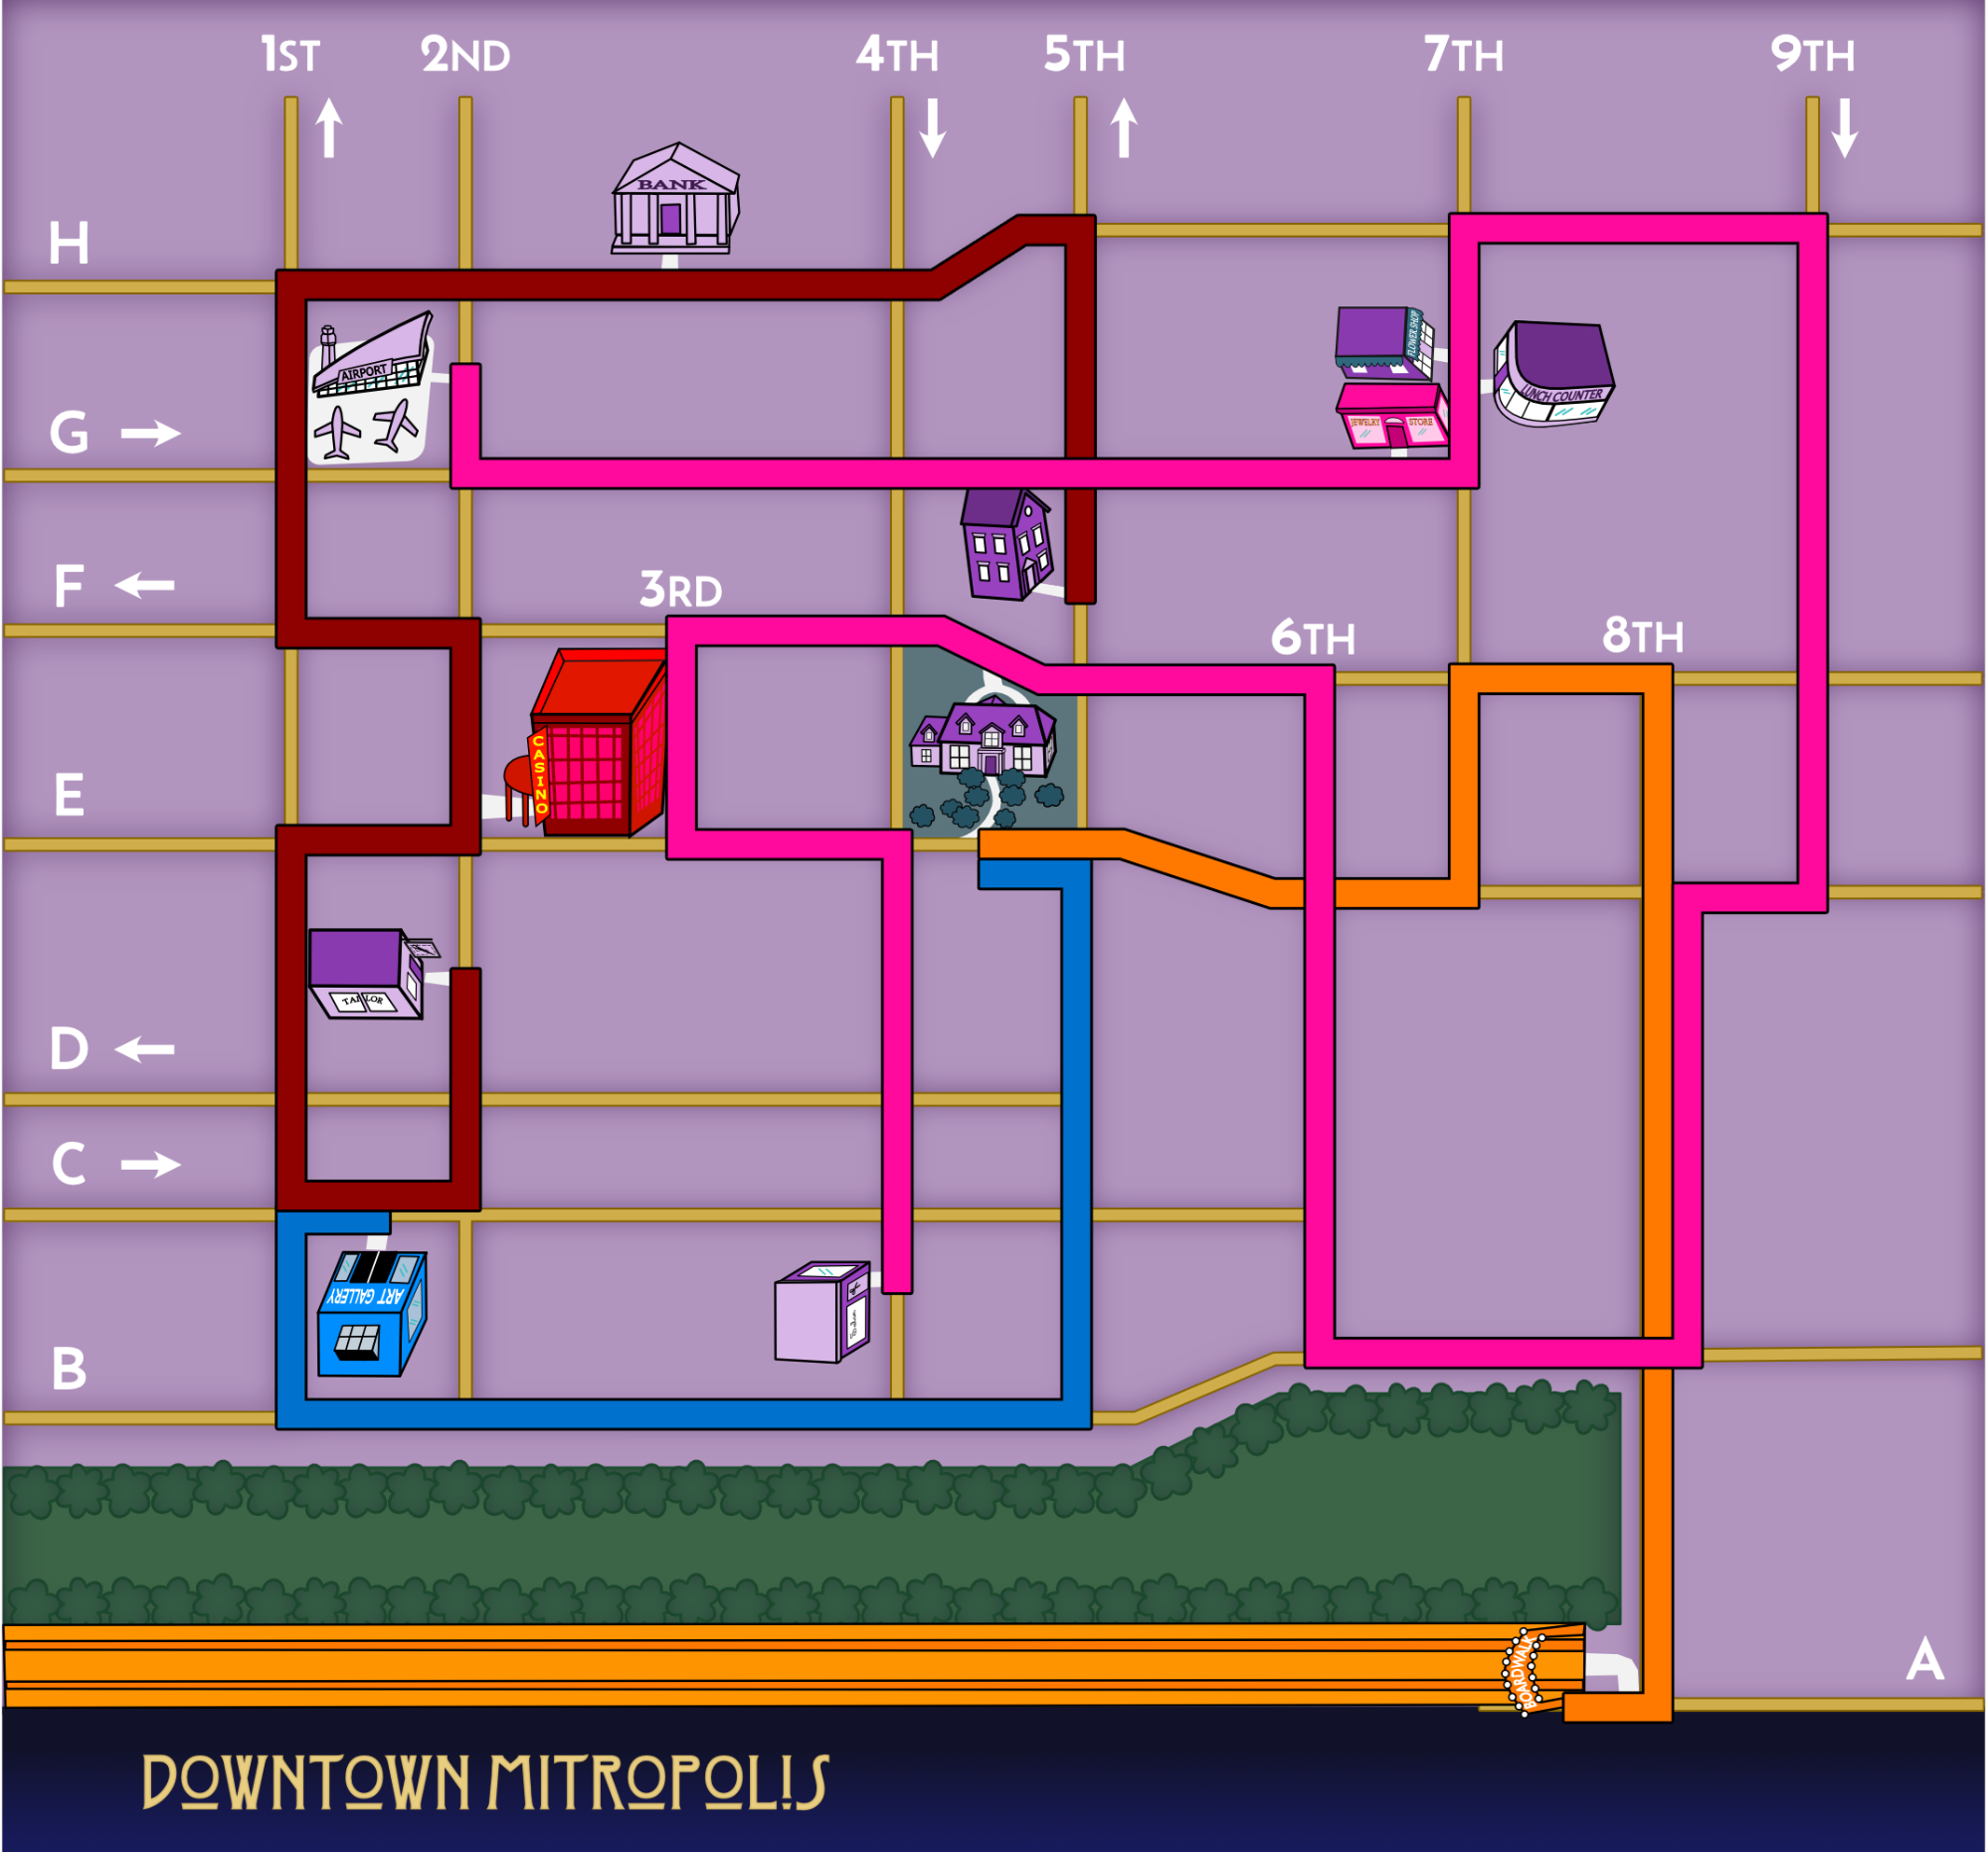 1ST 2ND 4TH 5TH 7TH 9TH
BANK
H
FLOWER SHOP
AIRPORT
LUNCH COUNTER
JEWELRY STORE
G
F
3RD
6TH 8TH
CASINO
E
TAILOR
D
C
ART GALLERY
B
BOARDWALK
A
DOWNTOWN MITROPOLIS